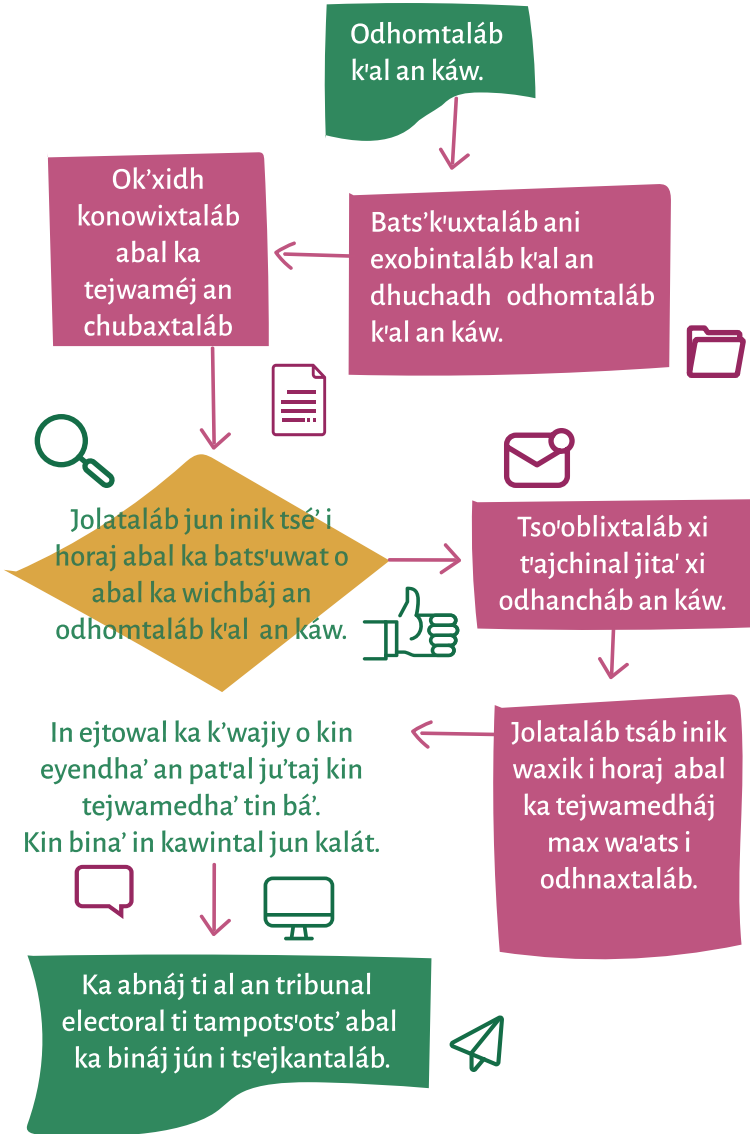 Odhomtaláb
k'al an káw.
Bats’k'uxtaláb ani
exobintaláb k'al an
dhuchadh odhomtaláb
k'al an káw.
Ok’xidh
konowixtaláb
abal ka
tejwaméj an
chubaxtaláb
Jolataláb jun inik tsé’ i
horaj abal ka bats'uwat o
abal ka wichbáj an
odhomtaláb k'al an káw.
Tso'oblixtaláb xi
t'ajchinal jita' xi
odhancháb an káw.
Jolataláb tsáb inik
waxik i horaj abal
ka tejwamedháj
max wa'ats i
odhnaxtaláb.
In ejtowal ka k’wajiy o kin
eyendha’ an pat'al ju’taj kin
tejwamedha’ tin bá’.
Kin bina’ in kawintal jun kalát.
Ka abnáj ti al an tribunal
electoral ti tampots'ots’ abal
ka bináj jún i ts'ejkantaláb.